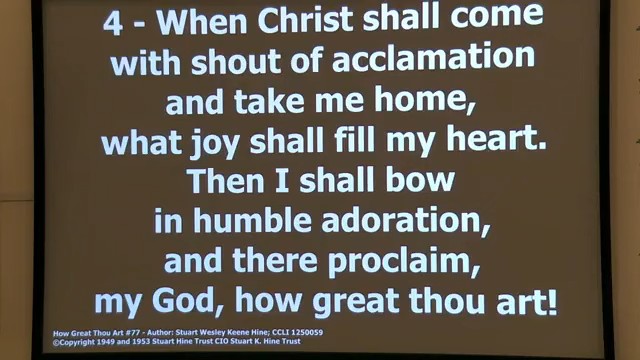 4 - When Christ shall come
with shout of acclamation
and take me home,
what joy shall fill my heart.
Then I shall bow
in humble adoration,
and there proclaim,
my God, how great thou art!
How Great Thou Art #77 - Author: Stuart Wesley Keene Hine; CCLI 1250059
©Copyright 1949 and 1953 Stuart Hine Trust CIO Stuart K. Hine Trust